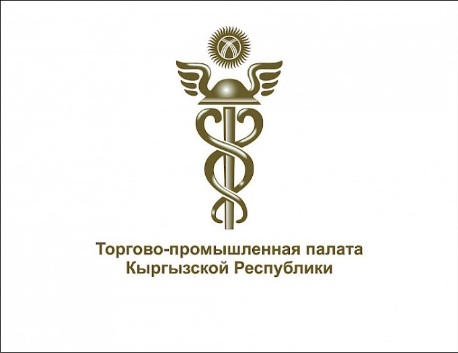 Торгово-промышленная палата
Кыргызской Республики